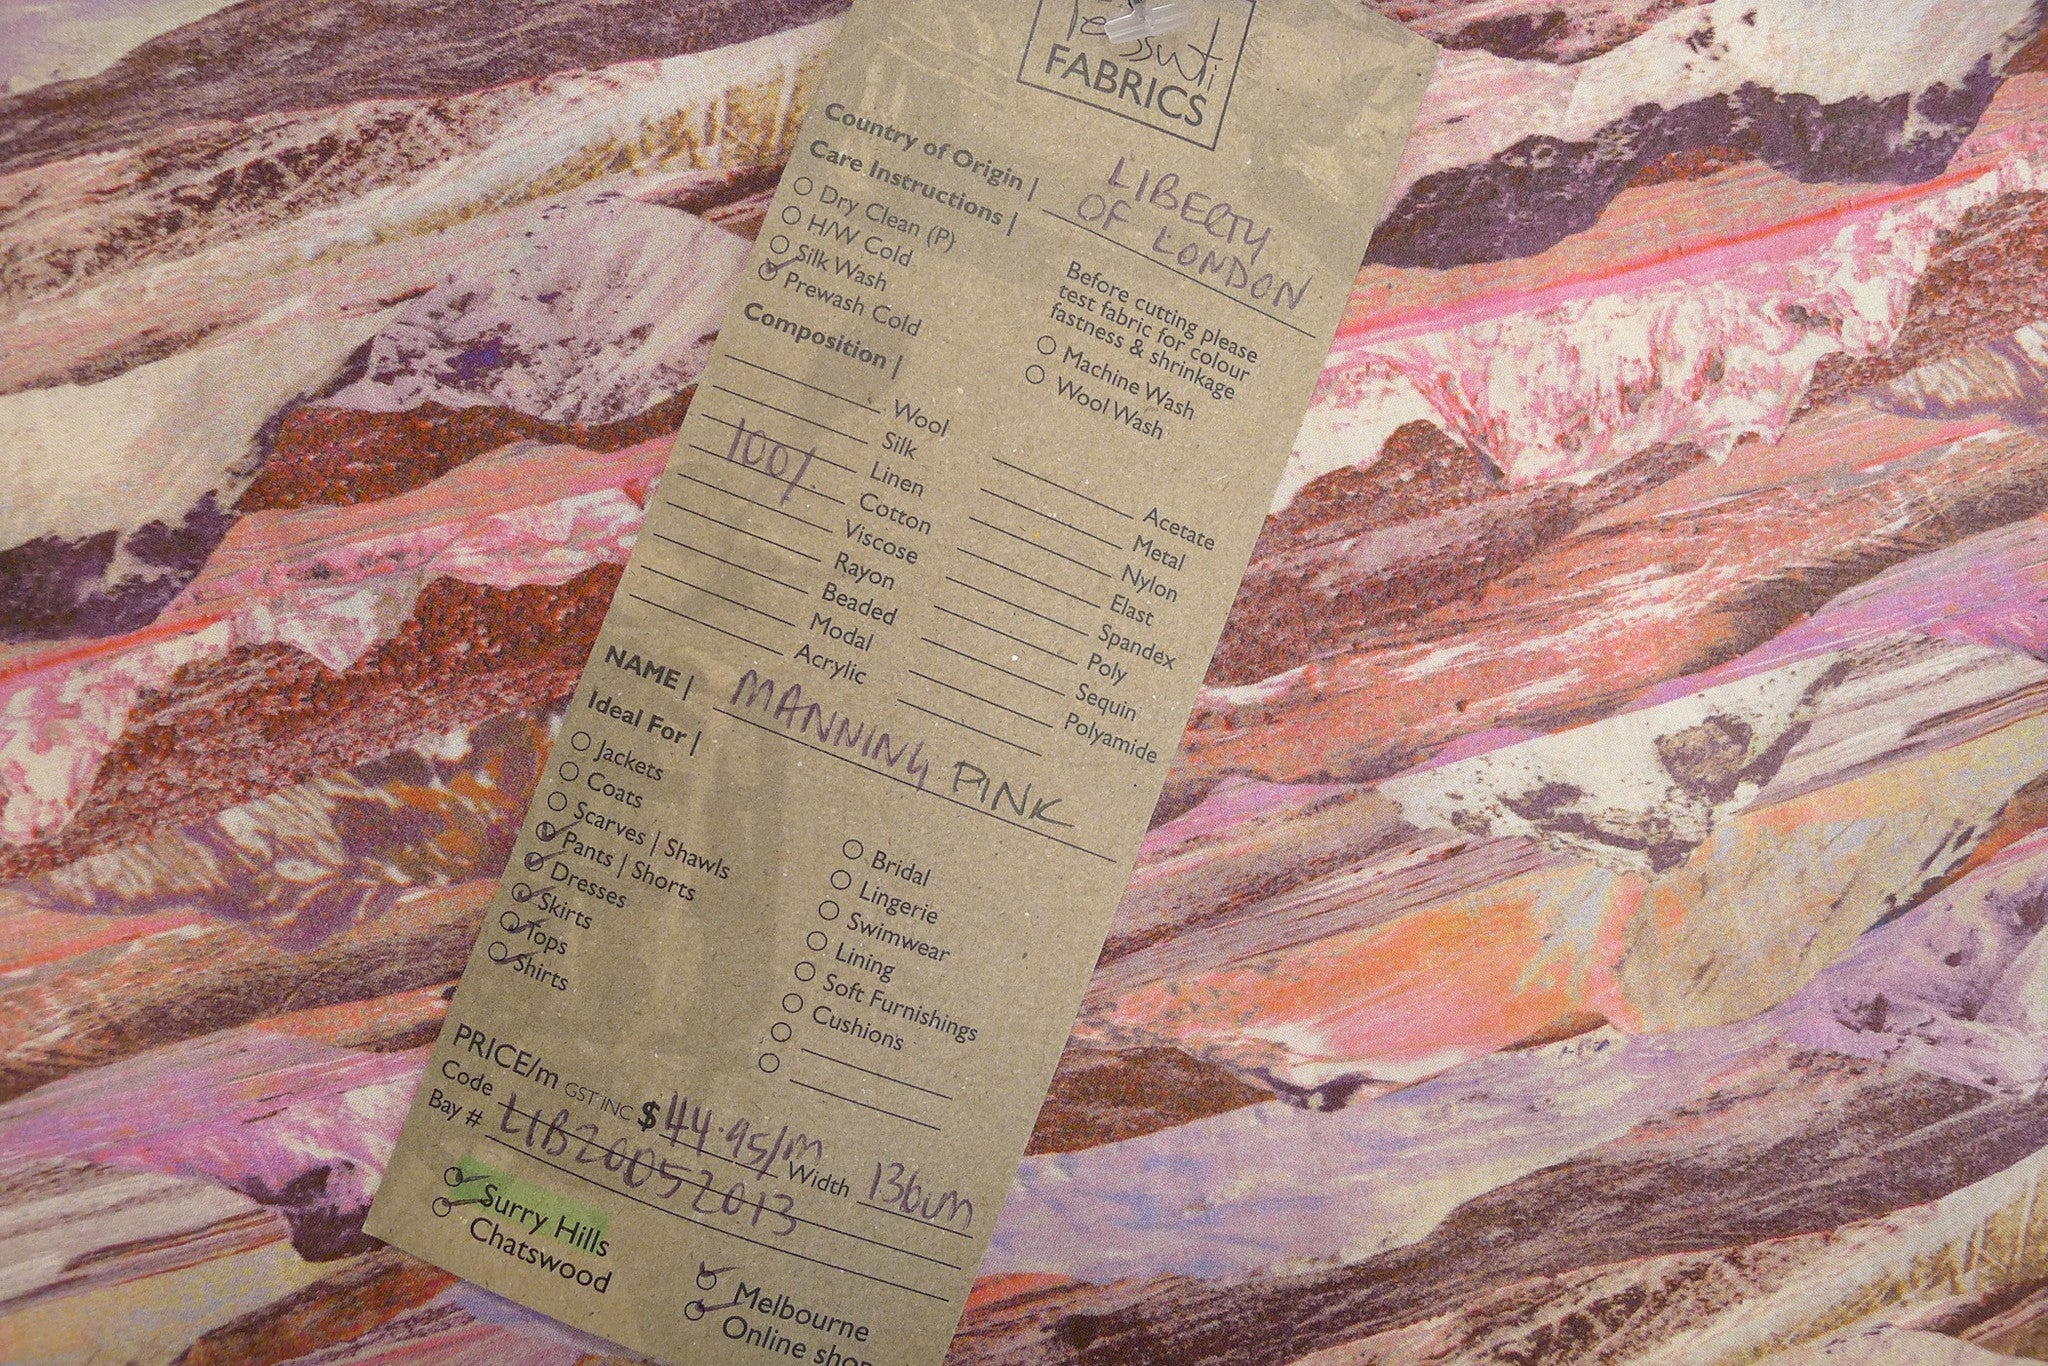 Tessuti
FABRICS
Country of Origin | LIBERTY
OF LONDON
Care Instructions |
Dry Clean (P)
H/W Cold
Silk Wash
Prewash Cold
Before cutting please
test fabric for colour
fastness & shrinkage
Machine Wash
Wool Wash
Composition |
Wool
Silk
Linen
100% Cotton
Viscose
Rayon
Beaded
Modal
Acrylic
Acetate
Metal
Nylon
Elast
Spandex
Poly
Sequin
Polyamide
NAME | MANNING PINK
Ideal For |
Jackets
Coats
Scarves | Shawls
Pants | Shorts
Dresses
Skirts
Tops
Shirts
Bridal
Lingerie
Swimwear
Lining
Soft Furnishings
Cushions
PRICE/m GST INC $44.95/m Width 136cm
Code LIB20052013
Bay #
Surry Hills
Chatswood
Melbourne
Online shop